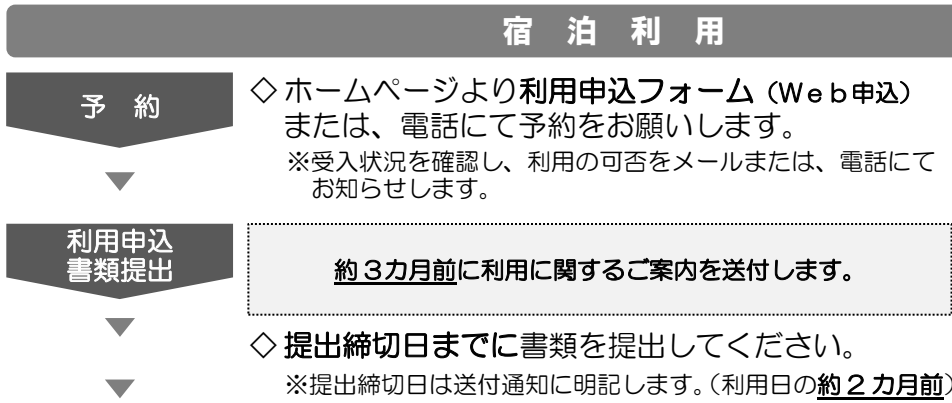 宿 泊 利 用
予 約
◇ホームページより利用申込フォーム（Ｗｅｂ申込）
または、電話にて予約をお願いします。
※受入状況を確認し、利用の可否をメールまたは、電話にて
お知らせします。
利用申込
書類提出
約３カ月前に利用に関するご案内を送付します。
◇提出締切日までに書類を提出してください。
※提出締切日は送付通知に明記します。（利用日の約２カ月前）